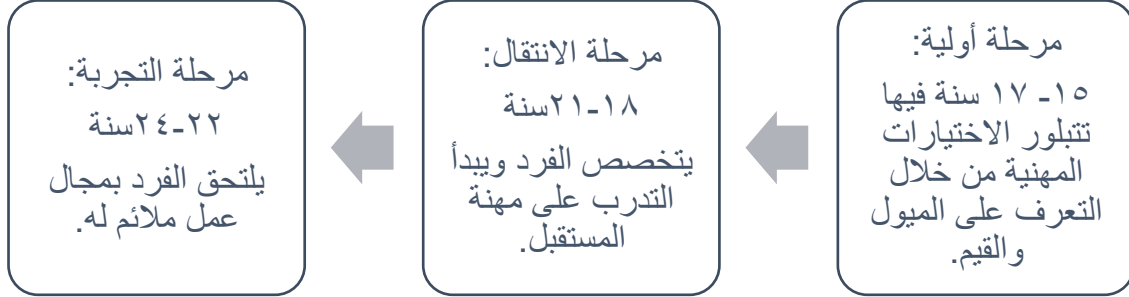 مرحلة أولية:
١٥- ١٧ سنة فيها
تتبلور الاختيارات
المهنية من خلال
التعرف على الميول
والقيم.
مرحلة الانتقال:
١٨-٢١سنة
يتخصص الفرد ويبدأ
التدرب على مهنة
المستقبل.
مرحلة التجربة:
٢٢-٢٤سنة
يلتحق الفرد بمجال
عمل ملائم له.